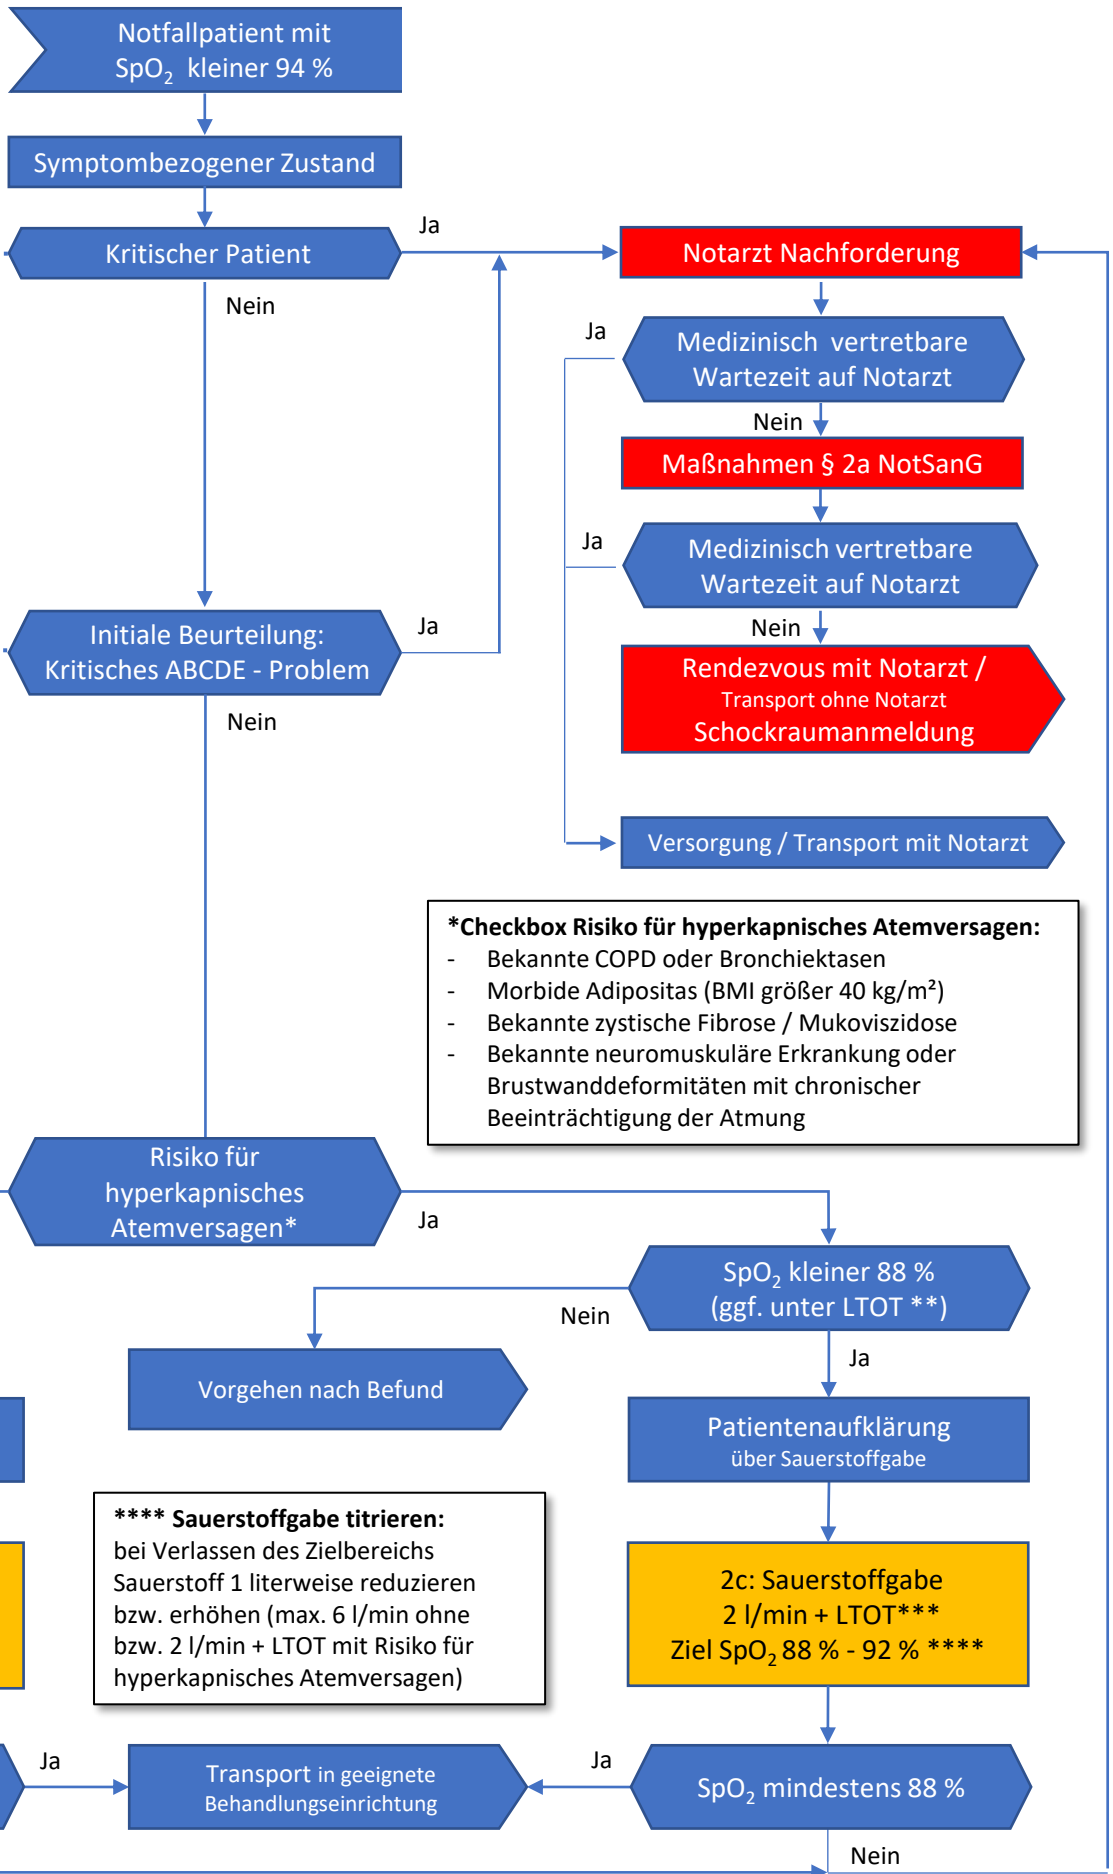 Notfallpatient mit
SpO₂ kleiner 94 %
Symptombezogener Zustand
Kritischer Patient
Ja
Nein
Notarzt Nachforderung
Ja
Medizinisch vertretbare
Wartezeit auf Notarzt
Nein
Maßnahmen § 2a NotSanG
Ja
Medizinisch vertretbare
Wartezeit auf Notarzt
Nein
Rendezvous mit Notarzt /
Transport ohne Notarzt
Schockraumanmeldung
Initiale Beurteilung:
Kritisches ABCDE - Problem
Ja
Nein
Versorgung / Transport mit Notarzt
*Checkbox Risiko für hyperkapnisches Atemversagen:
- Bekannte COPD oder Bronchiektasen
- Morbide Adipositas (BMI größer 40 kg/m²)
- Bekannte zystische Fibrose / Mukoviszidose
- Bekannte neuromuskuläre Erkrankung oder
Brustwanddeformitäten mit chronischer
Beeinträchtigung der Atmung
Risiko für
hyperkapnisches
Atemversagen*
Ja
SpO₂ kleiner 88 %
(ggf. unter LTOT **)
Nein
Ja
Vorgehen nach Befund
Patientenaufklärung
über Sauerstoffgabe
**** Sauerstoffgabe titrieren:
bei Verlassen des Zielbereichs
Sauerstoff 1 literweise reduzieren
bzw. erhöhen (max. 6 l/min ohne
bzw. 2 l/min + LTOT mit Risiko für
hyperkapnisches Atemversagen)
2c: Sauerstoffgabe
2 l/min + LTOT***
Ziel SpO₂ 88 % - 92 % ****
Ja
Transport in geeignete
Behandlungseinrichtung
Ja
SpO₂ mindestens 88 %
Nein